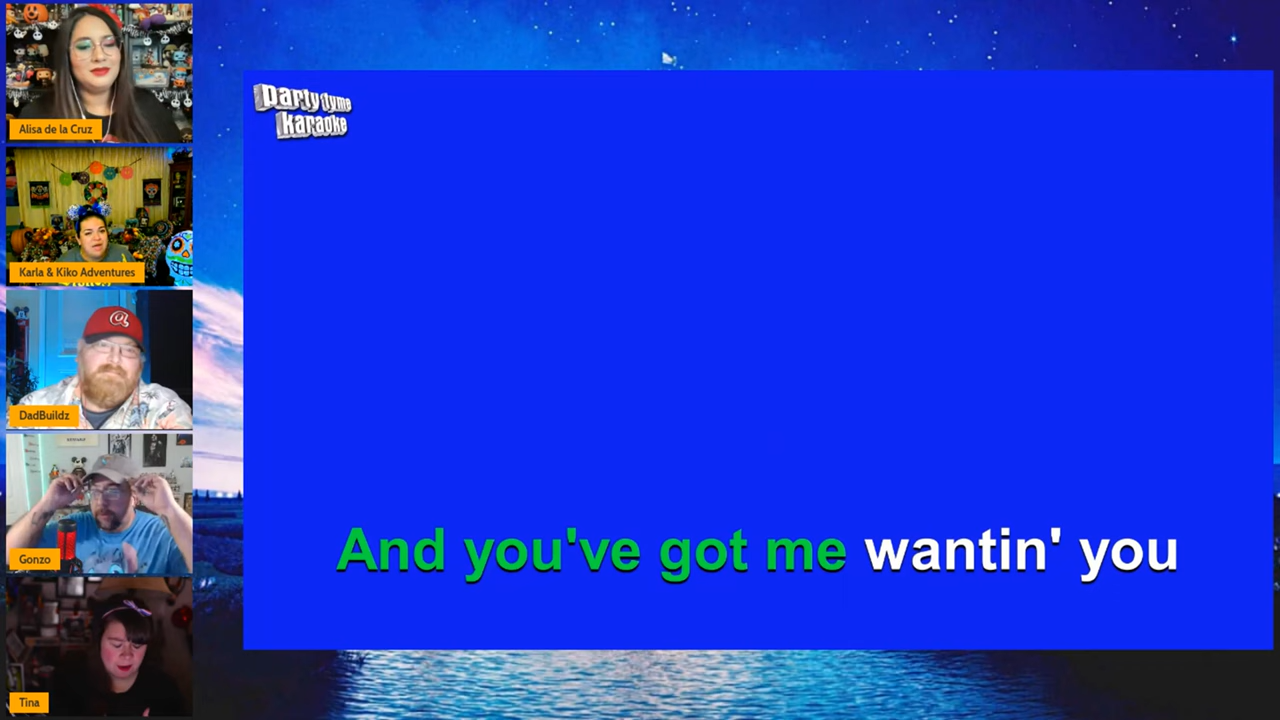 party tyme
karaoke
Alisa de la Cruz
Karla & Kiko Adventures
DadBuildz
Gonzo
Tina
And you've got me wantin' you